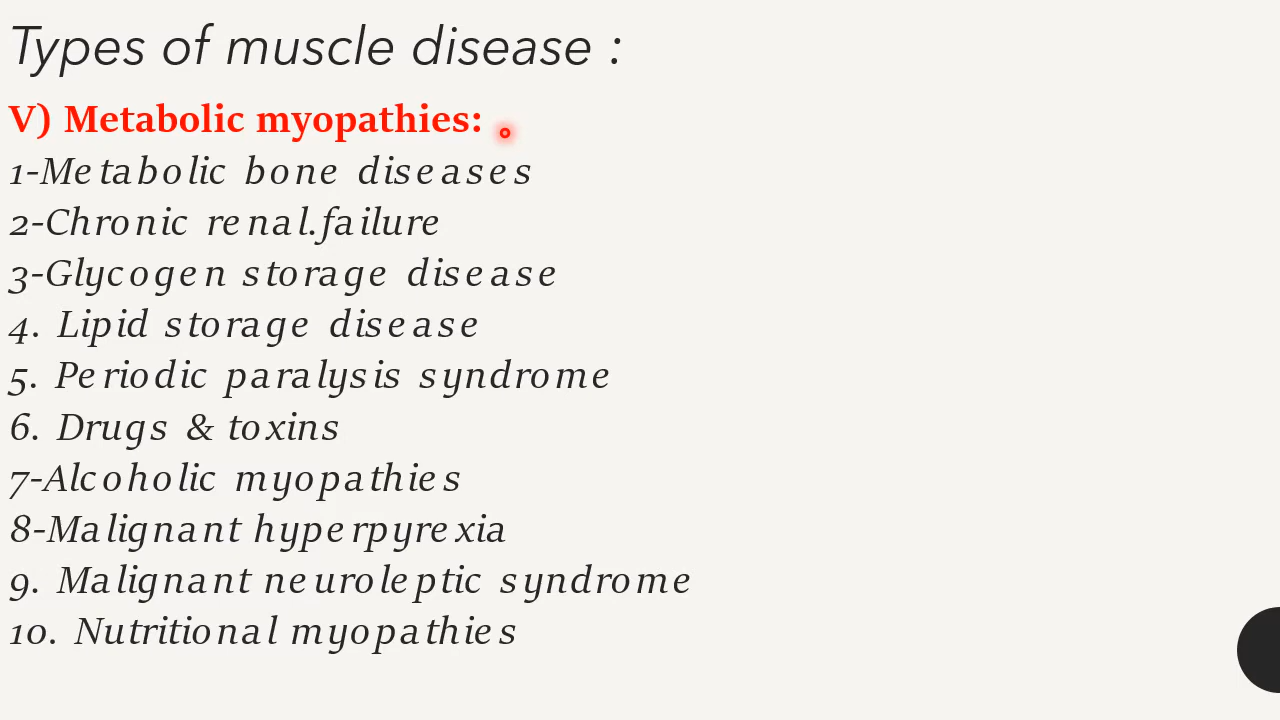 Types of muscle disease :
V) Metabolic myopathies:
1-Metabolic bone diseases
2-Chronic renal.failure
3-Glycogen storage disease
4. Lipid storage disease
5. Periodic paralysis syndrome
6. Drugs & toxins
7-Alcoholic myopathies
8-Malignant hyperpyrexia
9. Malignant neuroleptic syndrome
10. Nutritional myopathies